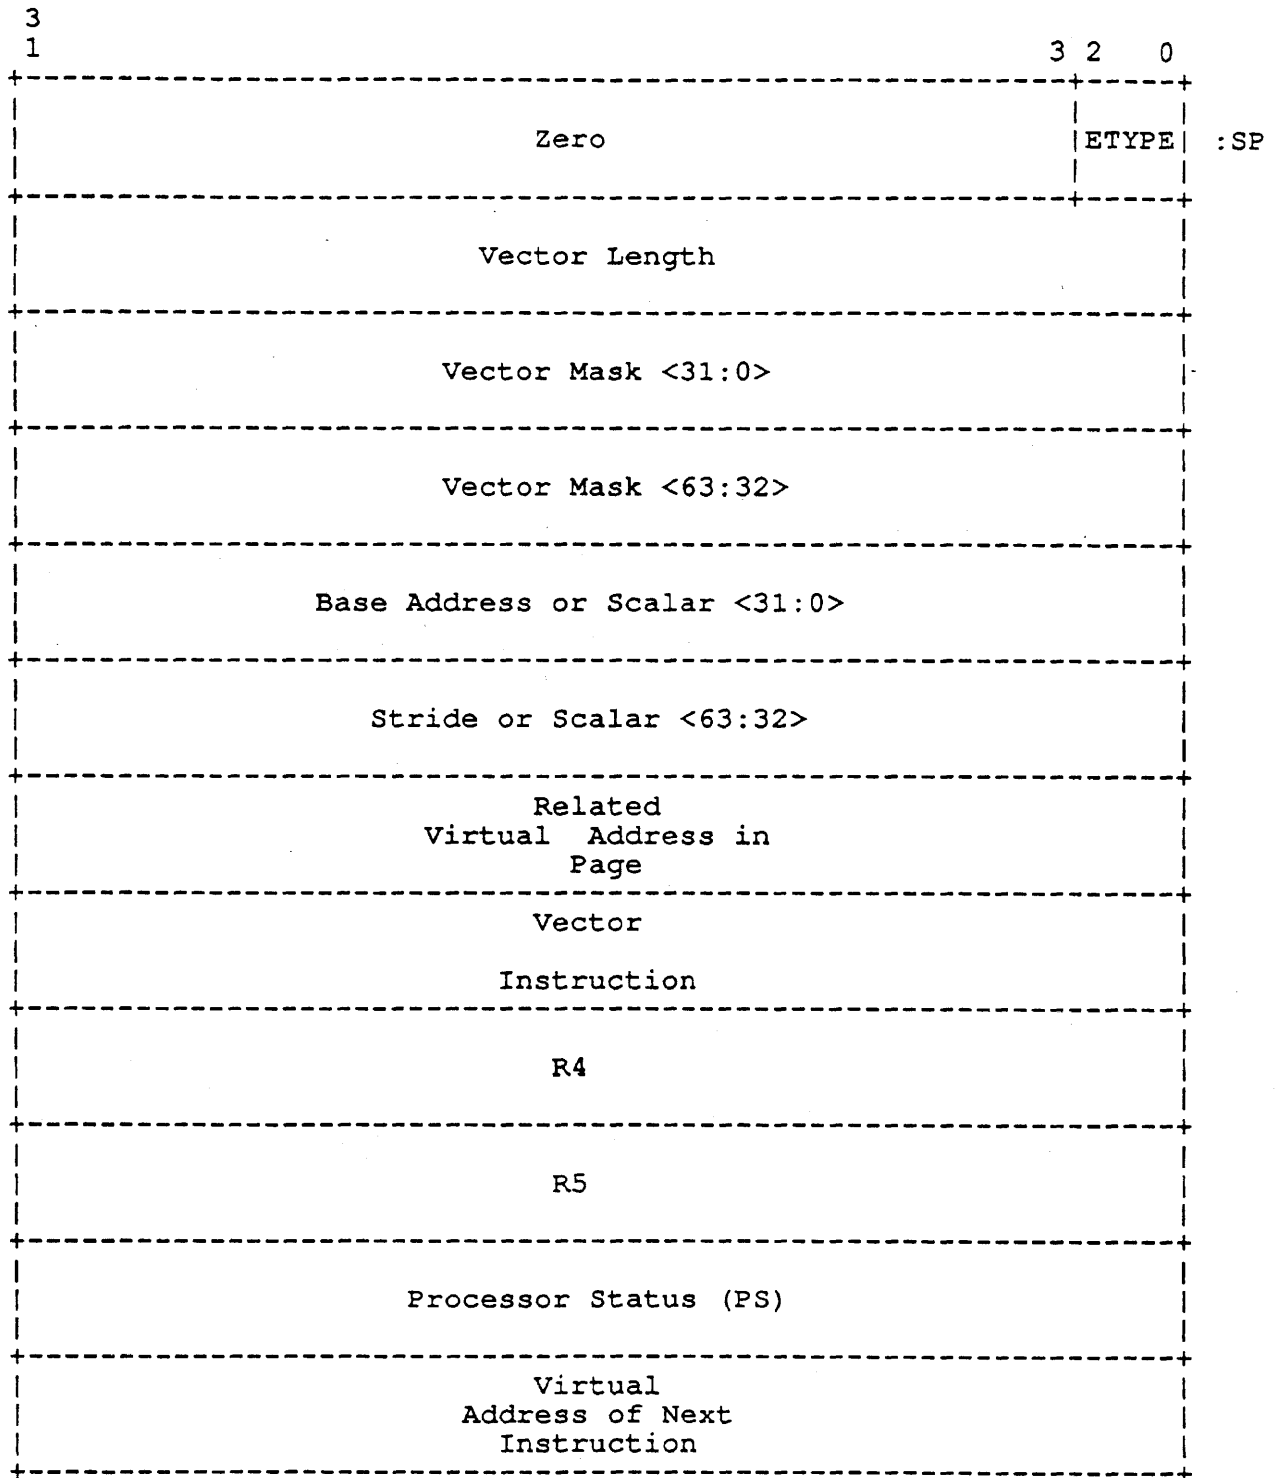 3
1 3 2 0
Zero ETYPE :SP
Vector Length
Vector Mask <31:0>
Vector Mask <63:32>
Base Address or Scalar <31:0>
Stride or Scalar <63:32>
Related
Virtual Address in
Page
Vector
Instruction
R4
R5
Processor Status (PS)
Virtual
Address of Next
Instruction